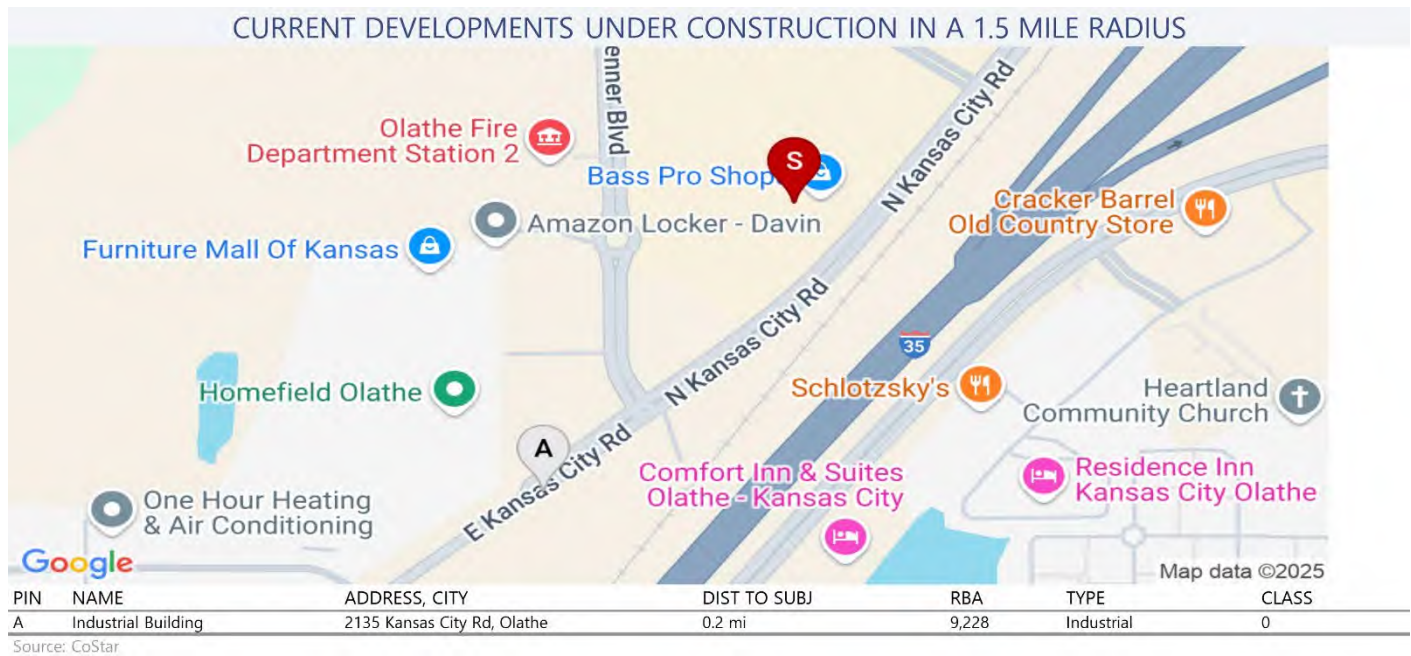 CURRENT DEVELOPMENTS UNDER CONSTRUCTION IN A 1.5 MILE RADIUS
enner Blvd
N Kansas City Rd
Olathe Fire
Department Station 2
S
Bass Pro Shop
Cracker Barrel
Old Country Store
Amazon Locker - Davin
Furniture Mall Of Kansas
N Kansas City Rd
35
Homefield Olathe
Schlotzsky's
Heartland
Community Church
A
E Kansas City Rd
Comfort Inn & Suites
Olathe - Kansas City
Residence Inn
Kansas City Olathe
One Hour Heating
& Air Conditioning
Google
Map data ©2025
PIN NAME ADDRESS, CITY DIST TO SUBJ RBA TYPE CLASS
A Industrial Building 2135 Kansas City Rd, Olathe 0.2 mi 9,228 Industrial 0
Source: CoStar